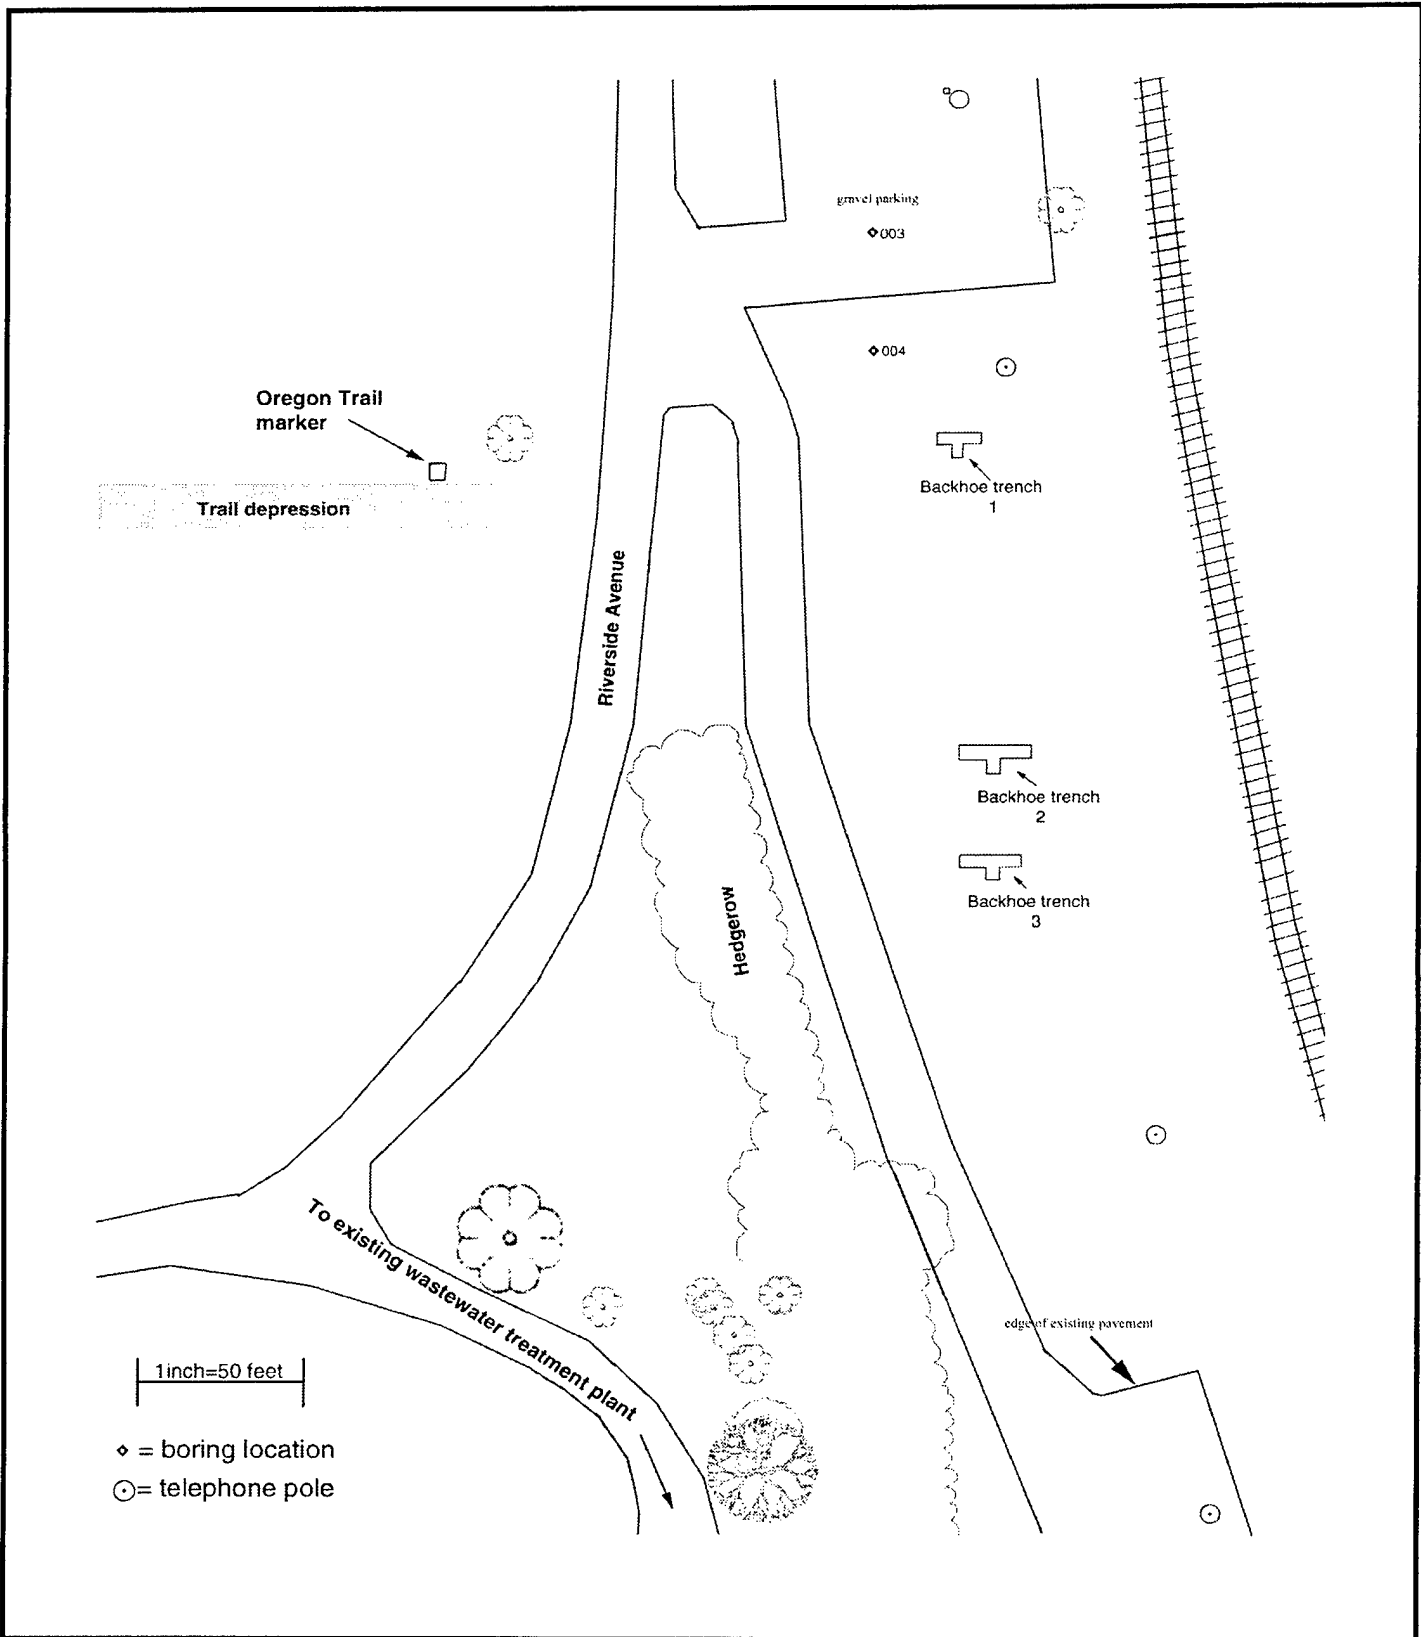 gravel parking
003
004
Oregon Trail
marker
Trail depression
Backhoe trench
1
Riverside Avenue
Backhoe trench
2
Backhoe trench
3
Hedgerow
To existing wastewater treatment plant
edge of existing pavement
1inch=50 feet
= boring location
= telephone pole